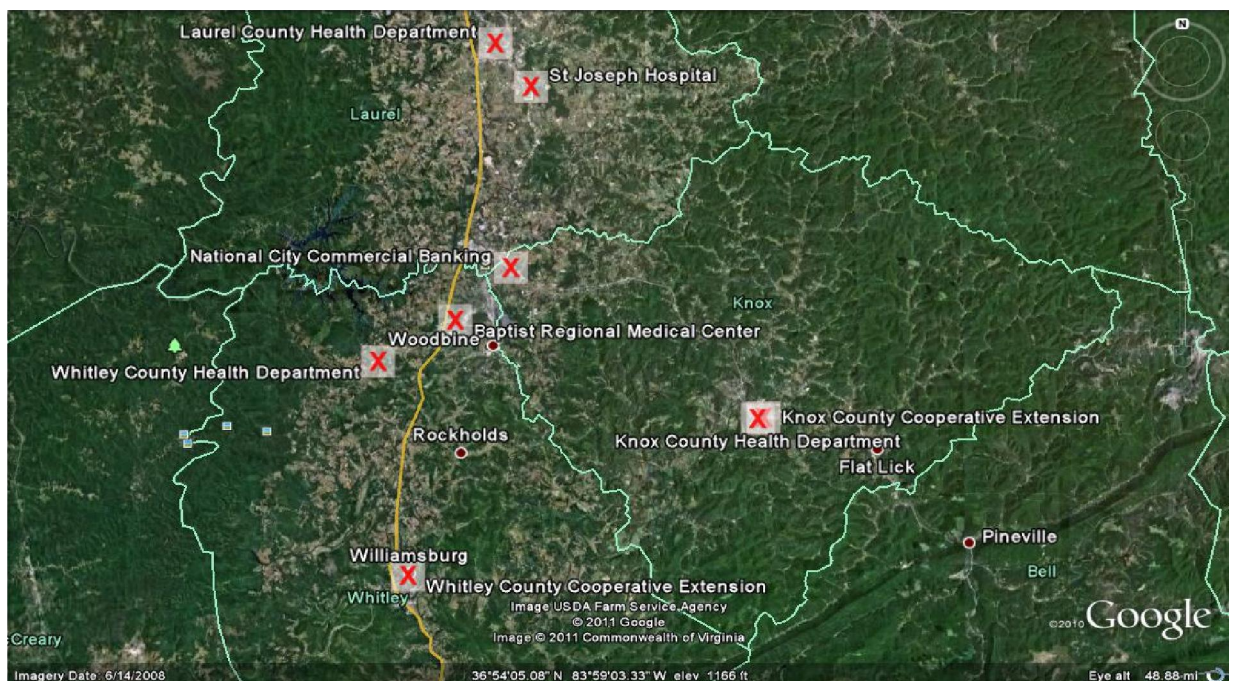 N
Laurel County Health Department
X
X
St Joseph Hospital
Laurel
National City Commercial Banking
X
Knox
X
Baptist Regional Medical Center
Woodbine
X
Whitley County Health Department
X
Knox County Cooperative Extension
Rockholds
Knox County Health Department
Flat Lick
Pineville
Williamsburg
Bell
X
Whitley County Cooperative Extension
Whitley
Image USDA Farm Service Agency
© 2011 Google
Image © 2011 Commonwealth of Virginia
©2010 Google
Creary
Imagery Date: 6/14/2008
36°54'05.08" N 83°59'03.33" W elev 1166 ft
Eye alt 48.88 mi